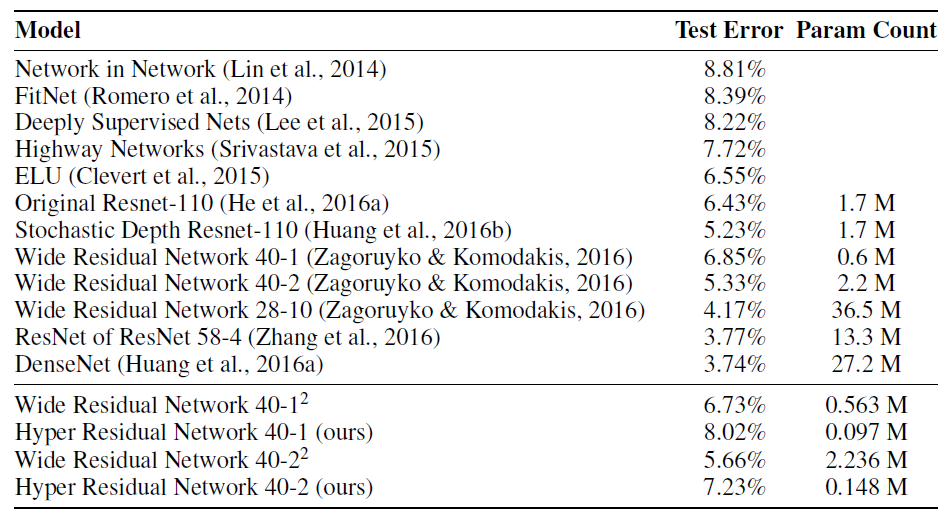 Model Test Error Param Count
Network in Network (Lin et al., 2014) 8.81%
FitNet (Romero et al., 2014) 8.39%
Deeply Supervised Nets (Lee et al., 2015) 8.22%
Highway Networks (Srivastava et al., 2015) 7.72%
ELU (Clevert et al., 2015) 6.55%
Original Resnet-110 (He et al., 2016a) 6.43% 1.7 M
Stochastic Depth Resnet-110 (Huang et al., 2016b) 5.23% 1.7 M
Wide Residual Network 40-1 (Zagoruyko & Komodakis, 2016) 6.85% 0.6 M
Wide Residual Network 40-2 (Zagoruyko & Komodakis, 2016) 5.33% 2.2 M
Wide Residual Network 28-10 (Zagoruyko & Komodakis, 2016) 4.17% 36.5 M
ResNet of ResNet 58-4 (Zhang et al., 2016) 3.77% 13.3 M
DenseNet (Huang et al., 2016a) 3.74% 27.2 M
Wide Residual Network 40-1² 6.73% 0.563 M
Hyper Residual Network 40-1 (ours) 8.02% 0.097 M
Wide Residual Network 40-2² 5.66% 2.236 M
Hyper Residual Network 40-2 (ours) 7.23% 0.148 M